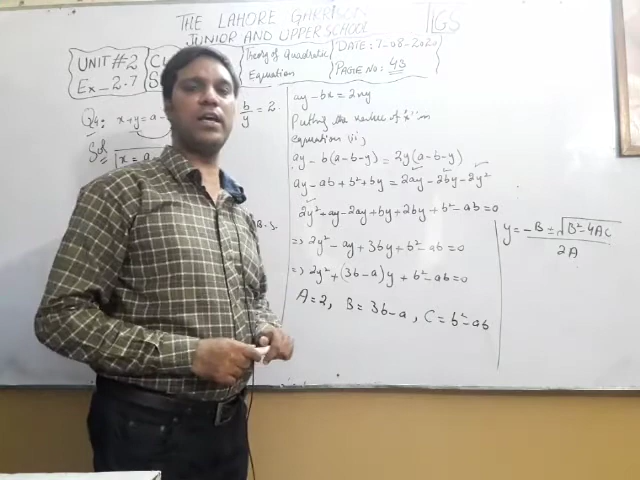 THE LAHORE GARRISON
JUNIOR AND UPPER SCHOOL
LGS
UNIT #2
Ex_2.7
Theory of Quadratic
Equation
DATE: 7-08-2020
PAGE NO: 43
Q4: x+y=a-
b/y = 2
Sol
x = a
B.S.
ay - bx = 2xy
Putting the value of "x" in
equation (ii)
ay - b(a-b-y) = 2y(a-b-y)
ay - ab + b² + by = 2ay - 2by - 2y²
2y² + ay - 2ay + by + 2by + b² - ab = 0
=> 2y² - ay + 3by + b² - ab = 0
=> 2y² + (3b-a)y + b² - ab = 0
A = 2, B = 3b-a, C = b²-ab
y = -B ± √B²-4AC / 2A